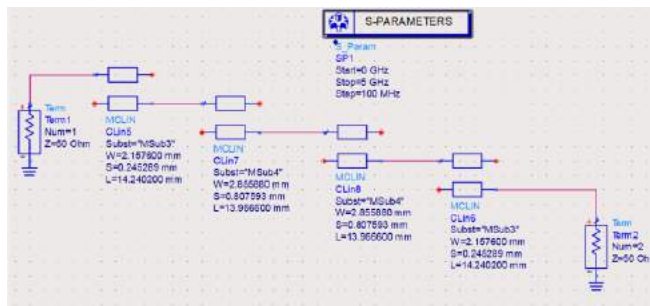 S-PARAMETERS
S_Param
SP1
Start=0 GHz
Stop=5 GHz
Step=100 MHz
Term
Term1
Num=1
Z=50 Ohm
MCLIN
CLin5
Subst="MSub3"
W=2.157600 mm
S=0.245289 mm
L=14.240200 mm
MCLIN
CLin7
Subst="MSub4"
W=2.855880 mm
S=0.807593 mm
L=13.966600 mm
MCLIN
CLin8
Subst="MSub4"
W=2.855880 mm
S=0.807593 mm
L=13.966600 mm
MCLIN
CLin6
Subst="MSub3"
W=2.157600 mm
S=0.245289 mm
L=14.240200 mm
Term
Term2
Num=2
Z=50 Oh